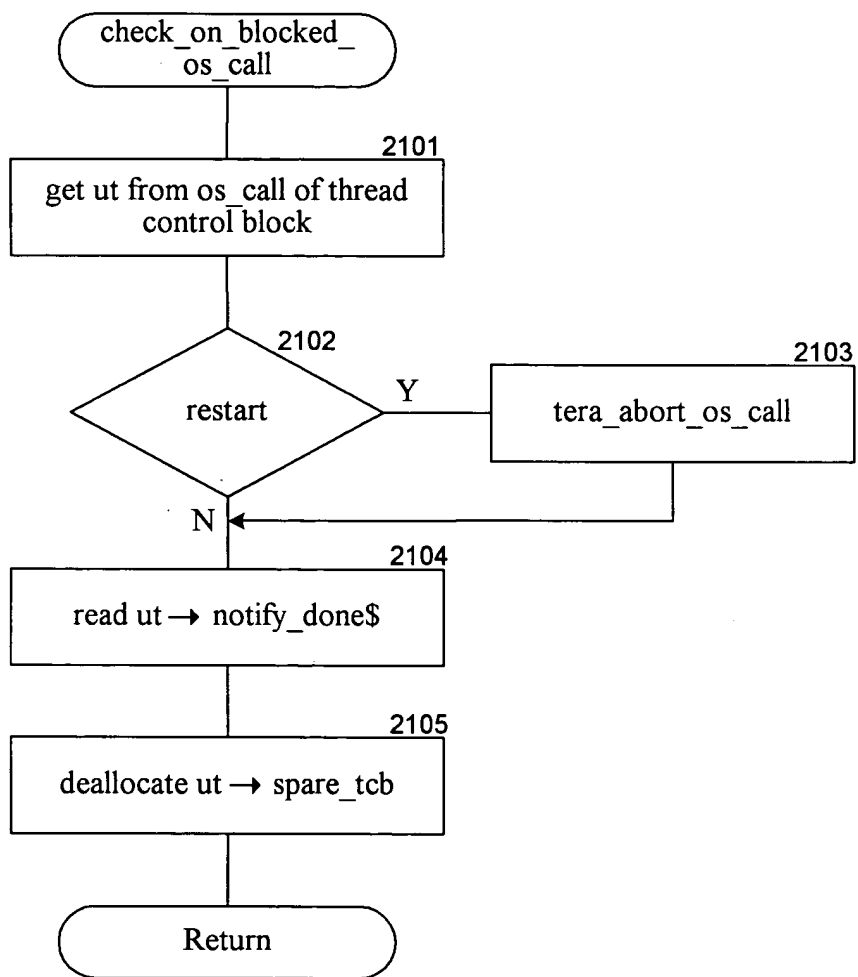 check_on_blocked_
os_call
2101
get ut from os_call of thread
control block
2102
restart
Y
2103
tera_abort_os_call
N
2104
read ut → notify_done$
2105
deallocate ut → spare_tcb
Return